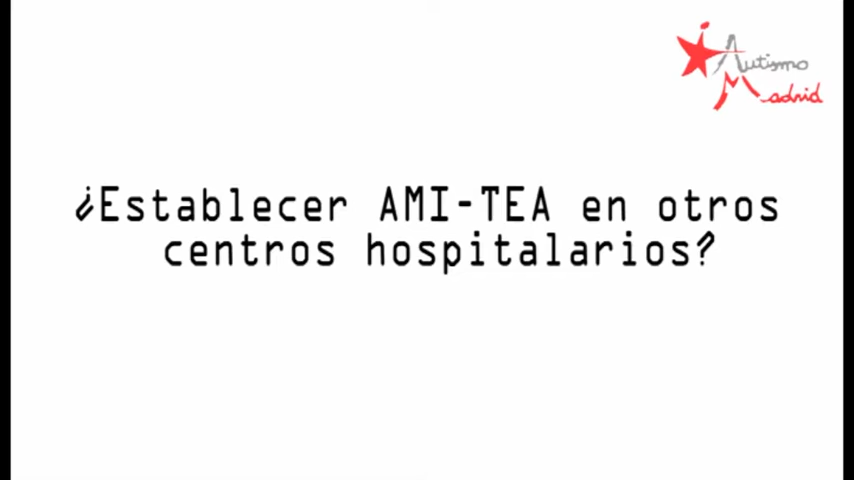 Autismo
Madrid
¿Establecer AMI-TEA en otros
centros hospitalarios?